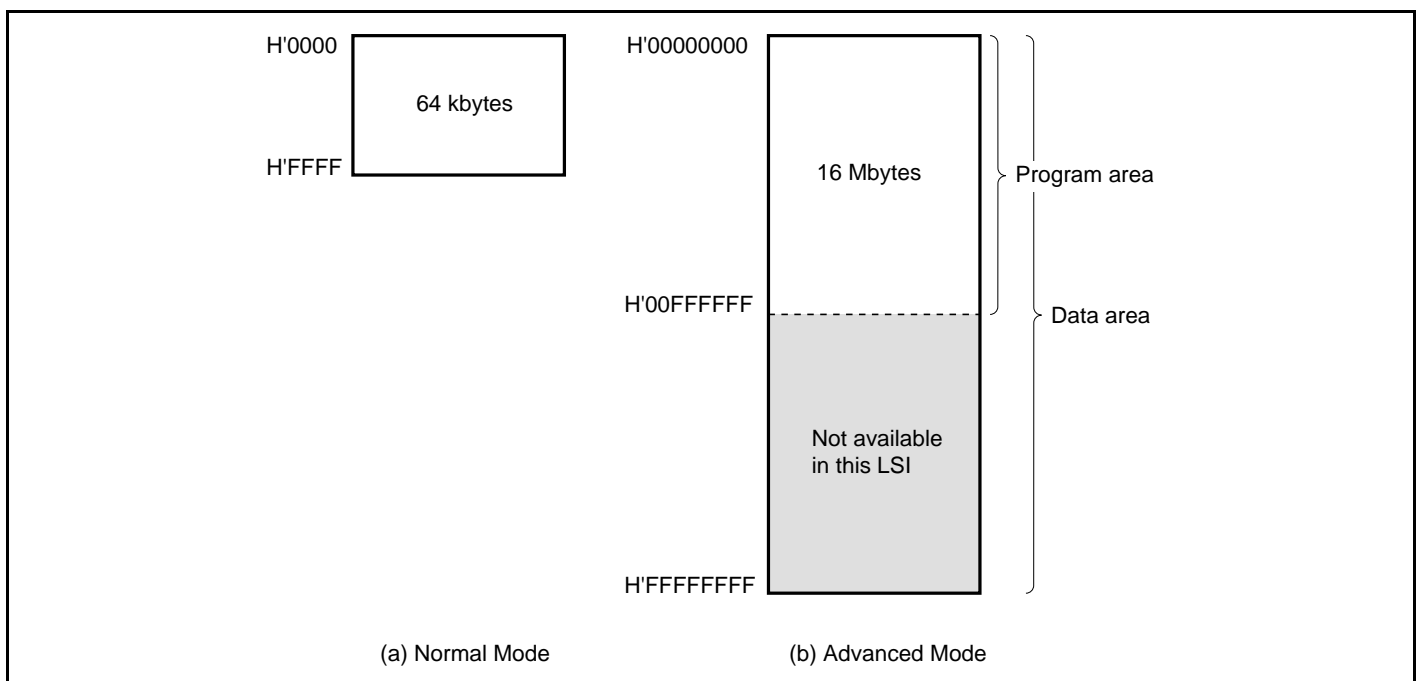 H'0000
64 kbytes
H'FFFF
H'00000000
16 Mbytes
Program area
H'00FFFFFF
Data area
Not available
in this LSI
H'FFFFFFFF
(a) Normal Mode
(b) Advanced Mode